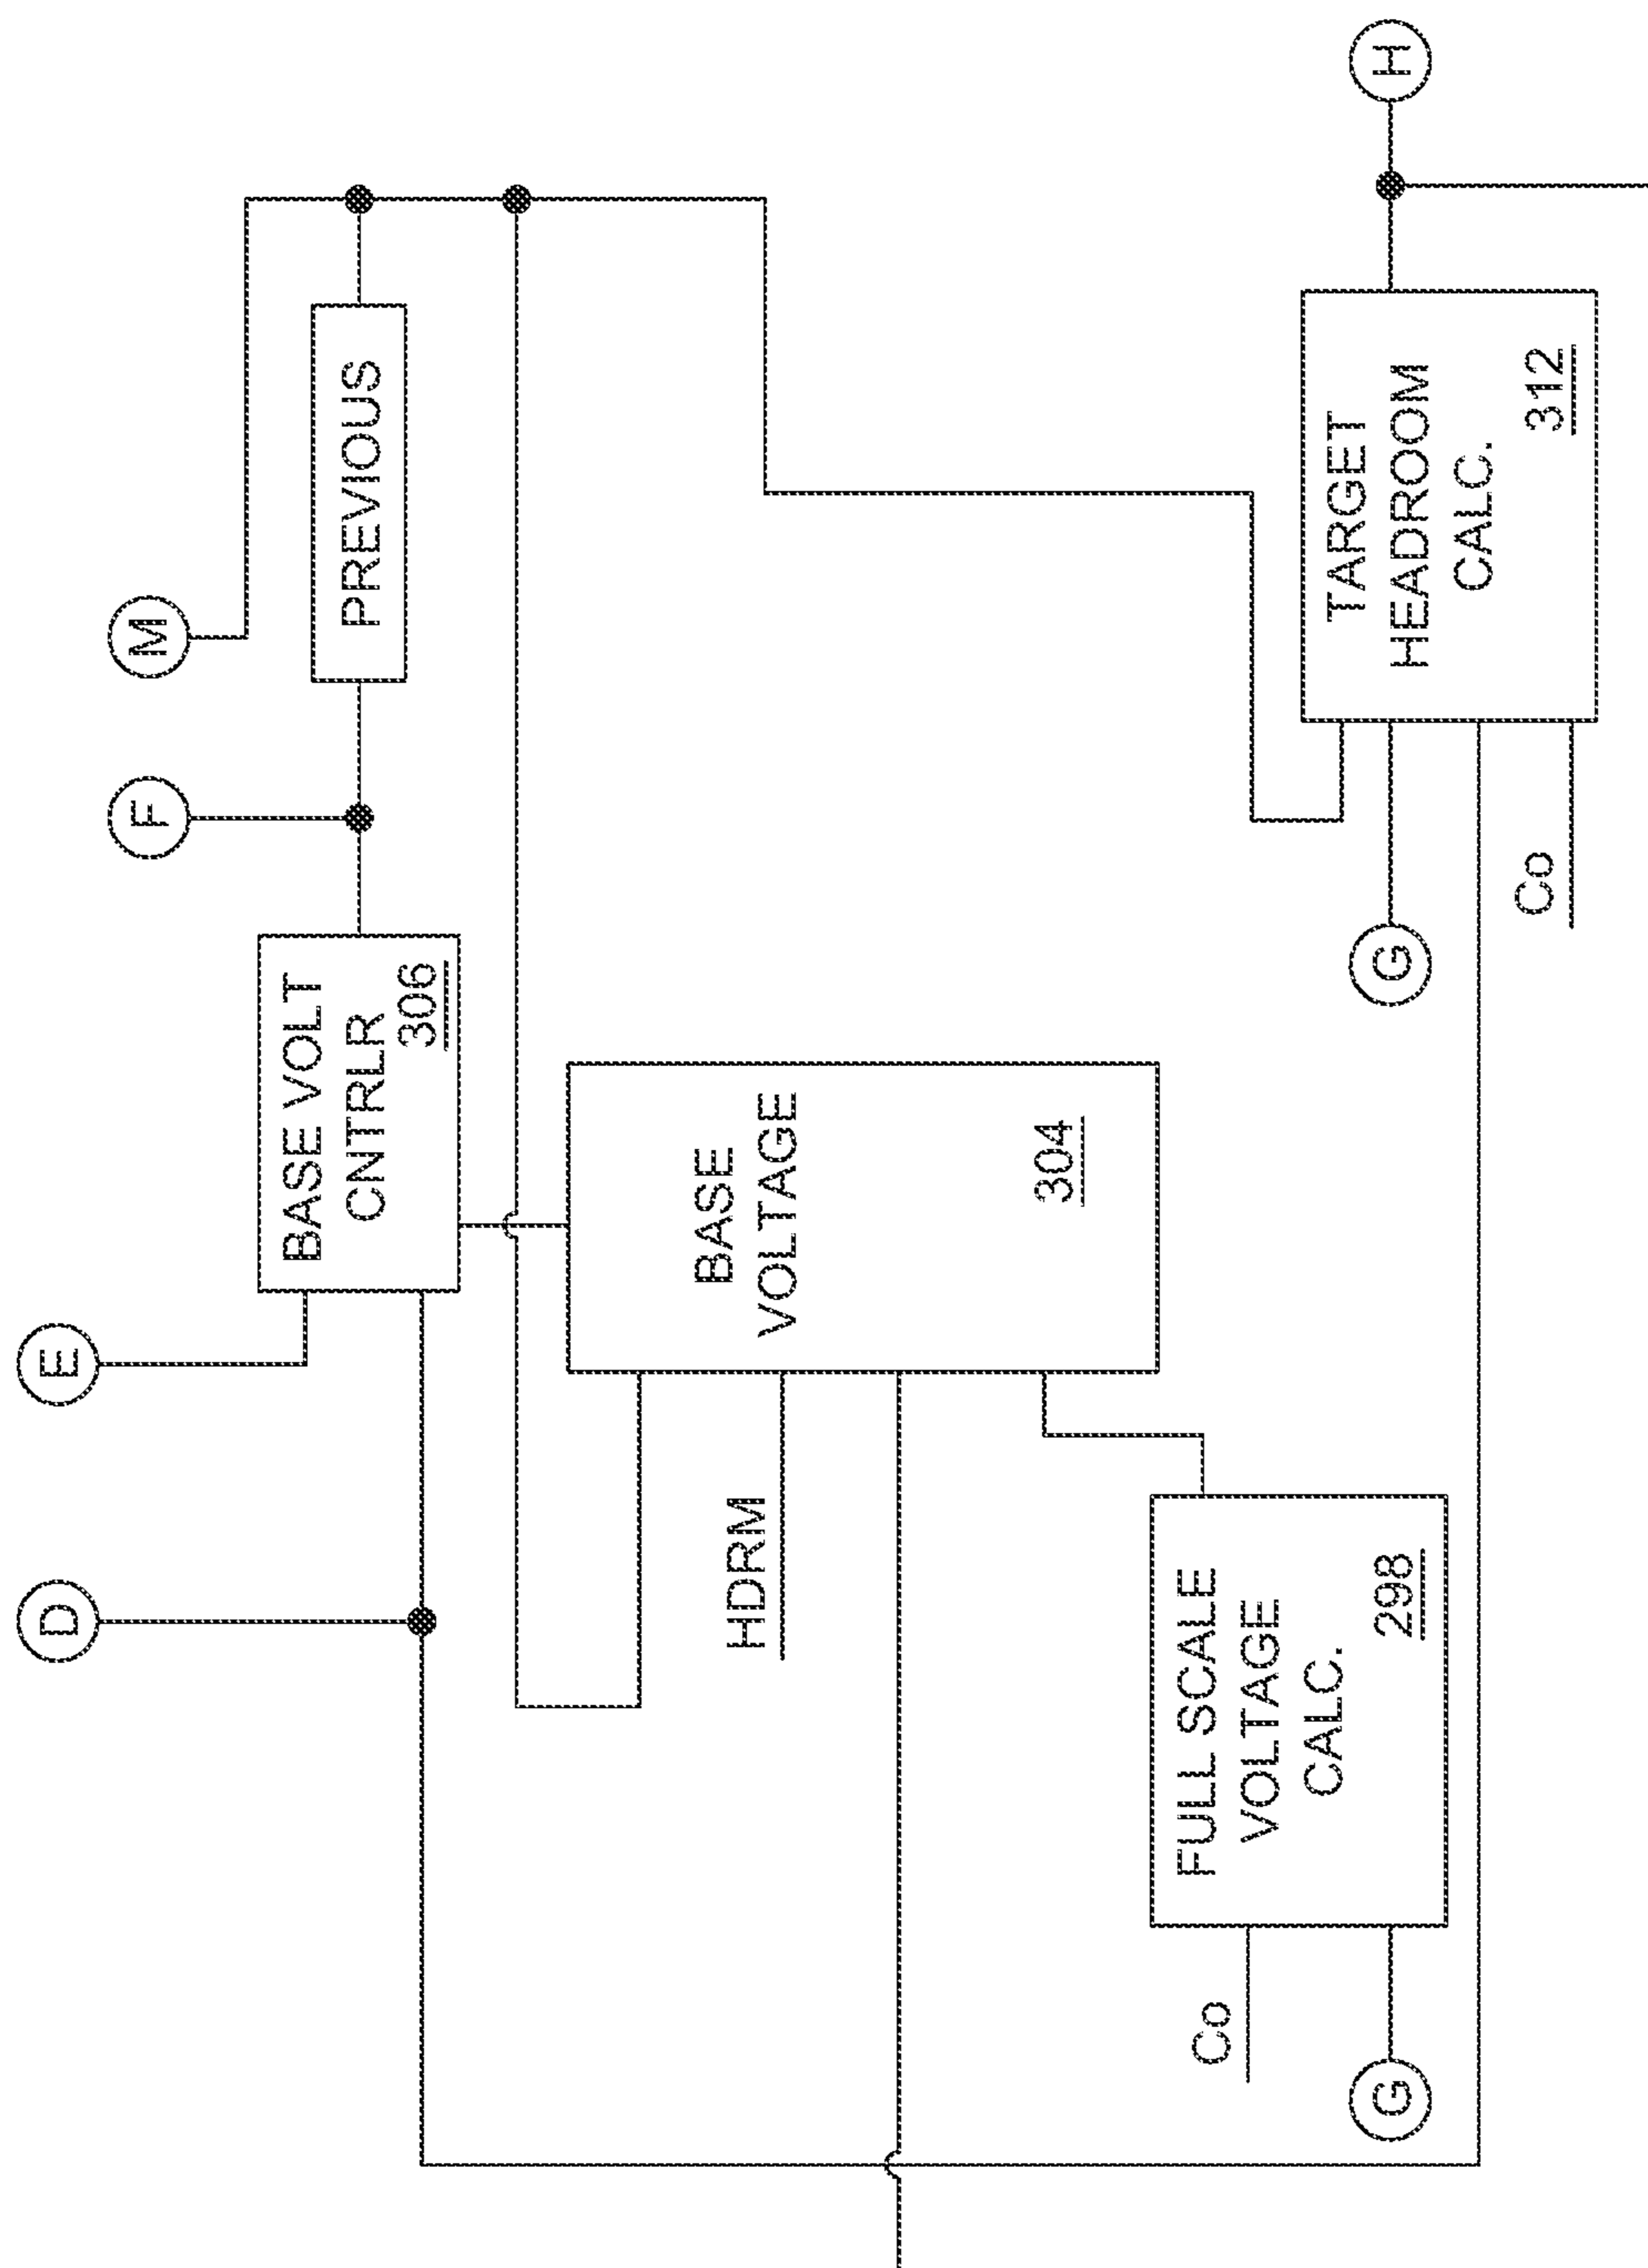 D
E
F
M
BASE VOLT
CNTRLR
306
PREVIOUS
HDRM
BASE
VOLTAGE
304
Co
G
FULL SCALE
VOLTAGE
CALC.
298
G
Co
TARGET
HEADROOM
CALC.
312
H